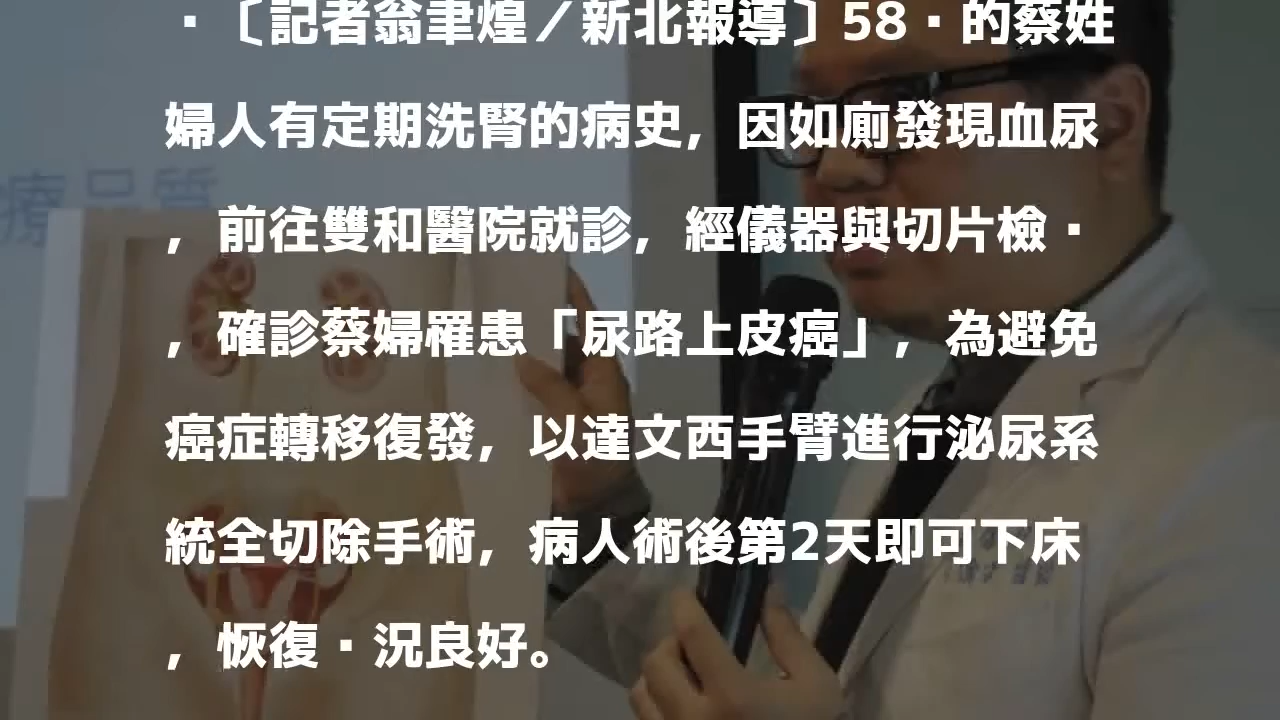 ▪〔記者翁聿煌／新北報導〕58▪的蔡姓
婦人有定期洗腎的病史，因如廁發現血尿
，前往雙和醫院就診，經儀器與切片檢▪
，確診蔡婦罹患「尿路上皮癌」，為避免
癌症轉移復發，以達文西手臂進行泌尿系
統全切除手術，病人術後第2天即可下床
，恢復▪況良好。
療品質